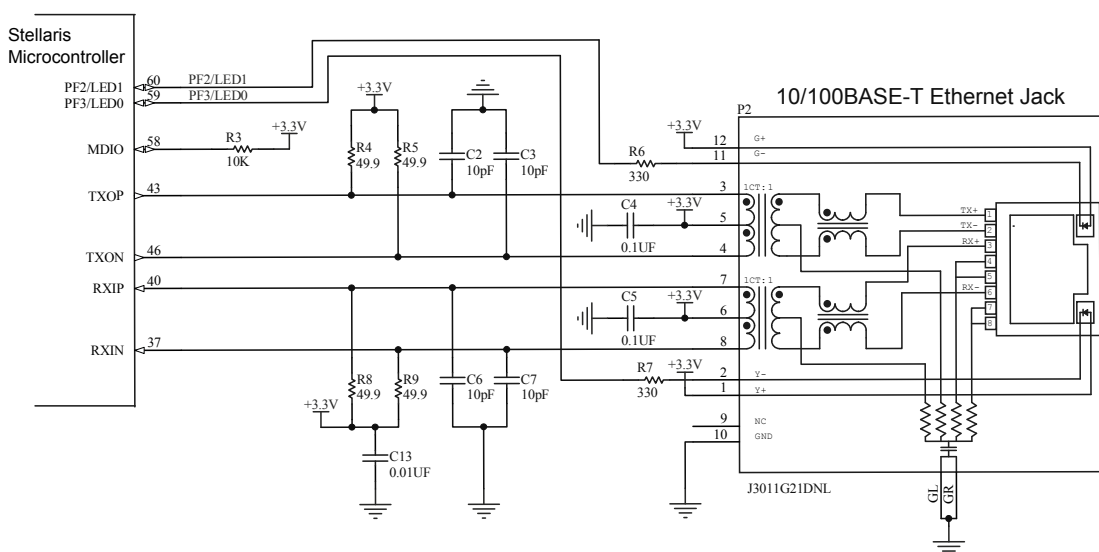 Stellaris
Microcontroller
PF2/LED1
60
PF2/LED1
PF3/LED0
59
PF3/LED0
MDIO
58
R3
10K
+3.3V
+3.3V
R4
49.9
R5
49.9
C2
10pF
C3
10pF
TXOP
43
TXON
46
RXIP
40
RXIN
37
C4
0.1UF
+3.3V
C5
0.1UF
+3.3V
R8
49.9
R9
49.9
C6
10pF
C7
10pF
+3.3V
C13
0.01UF
R6
330
R7
330
+3.3V
+3.3V
10/100BASE-T Ethernet Jack
P2
12
G+
11
G-
3
1CT:1
5
4
7
1CT:1
6
8
2
Y-
1
Y+
9
NC
10
GND
TX+
1
TX-
2
RX+
3
4
5
RX-
6
7
8
GL
GR
J3011G21DNL